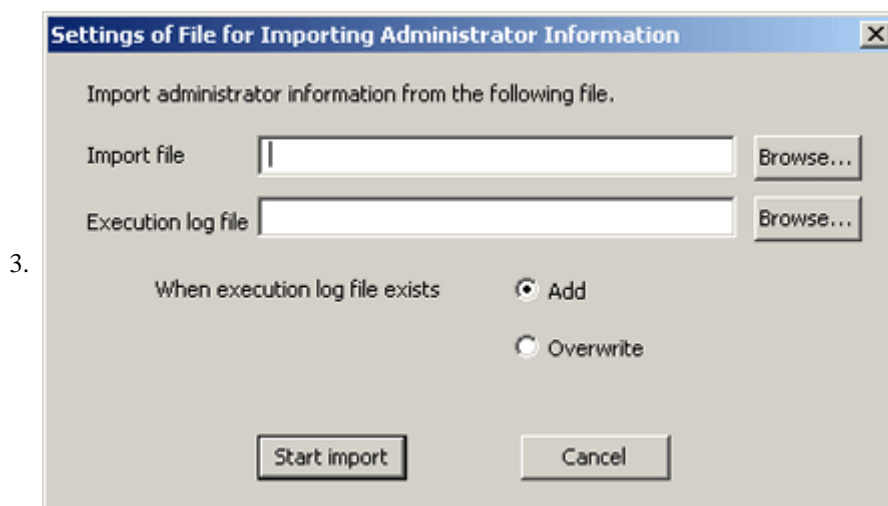 Settings of File for Importing Administrator Information
Import administrator information from the following file.
Import file Browse...
Execution log file Browse...
3.
When execution log file exists Add
Overwrite
Start import Cancel